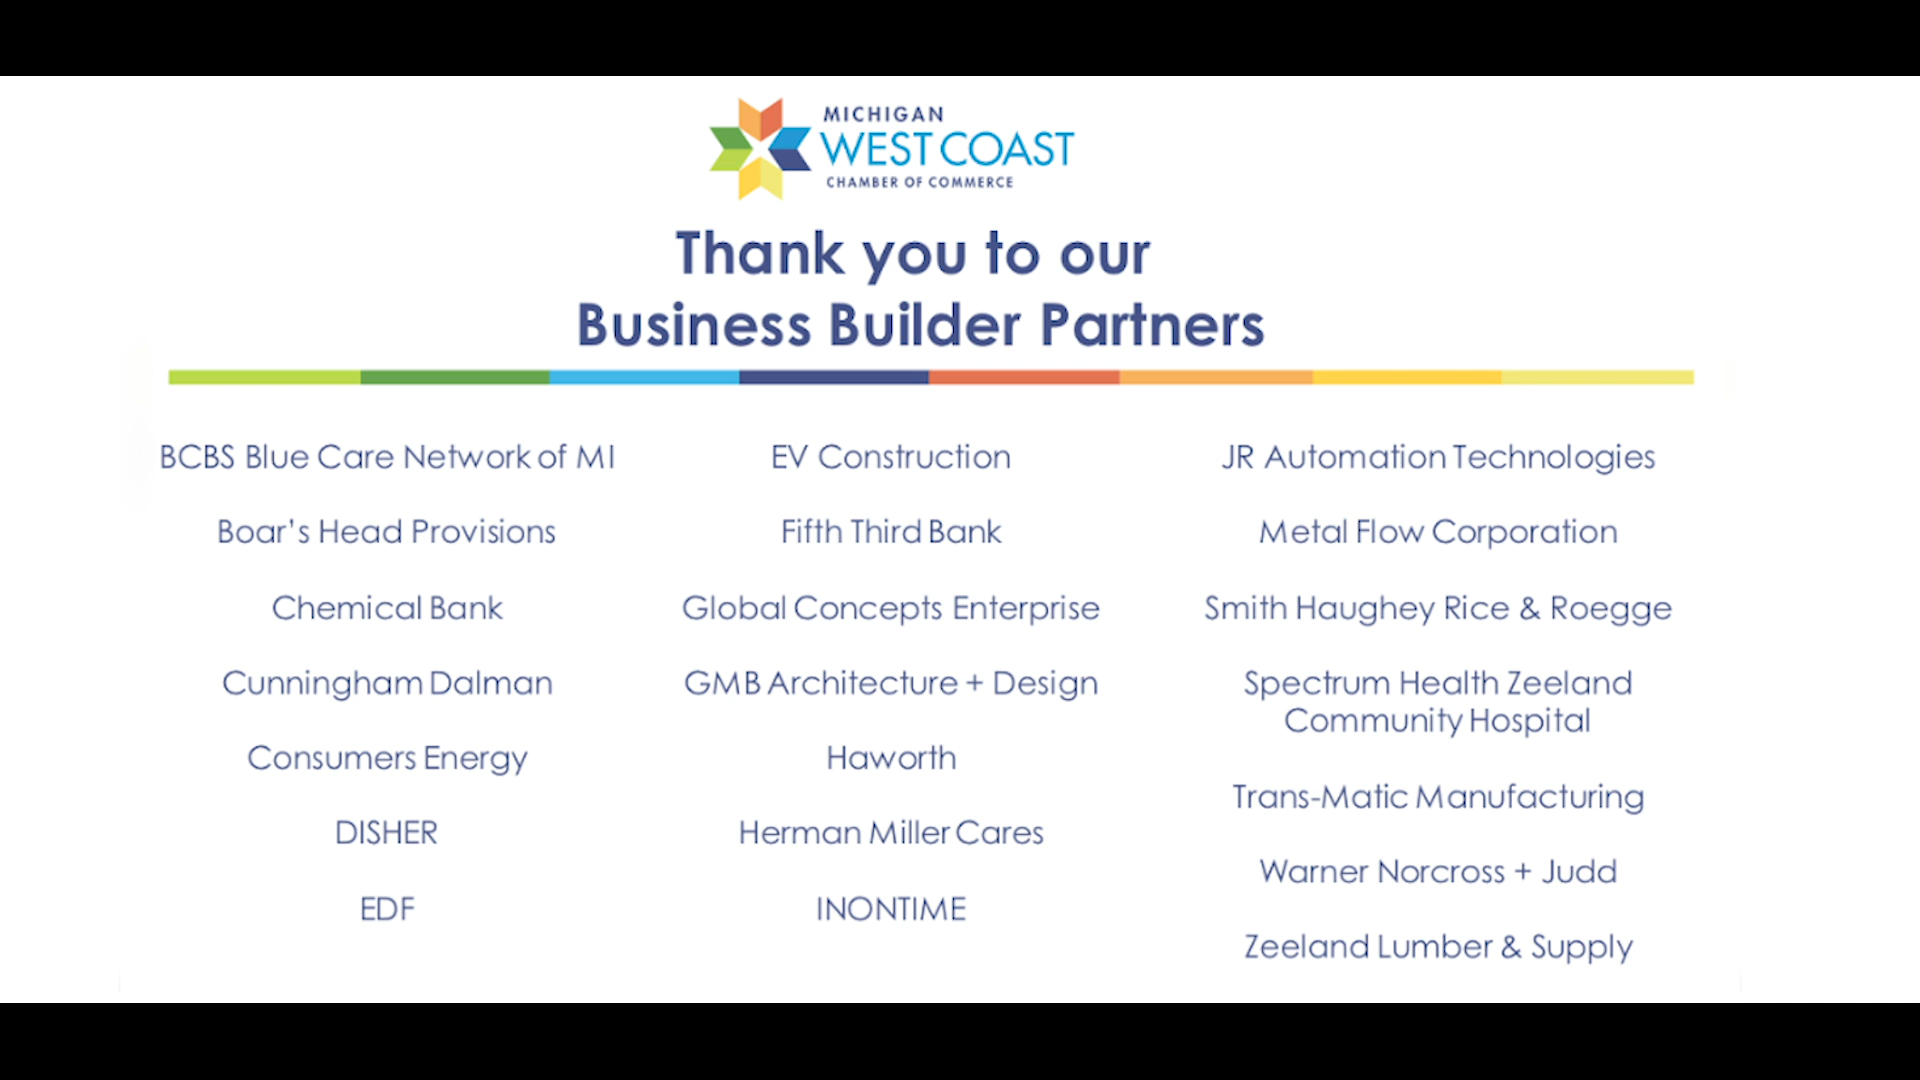 MICHIGAN
WEST COAST
CHAMBER OF COMMERCE
Thank you to our
Business Builder Partners
BCBS Blue Care Network of MI
Boar’s Head Provisions
Chemical Bank
Cunningham Dalman
Consumers Energy
DISHER
EDF
EV Construction
Fifth Third Bank
Global Concepts Enterprise
GMB Architecture + Design
Haworth
Herman Miller Cares
INONTIME
JR Automation Technologies
Metal Flow Corporation
Smith Haughey Rice & Roegge
Spectrum Health Zeeland
Community Hospital
Trans-Matic Manufacturing
Warner Norcross + Judd
Zeeland Lumber & Supply